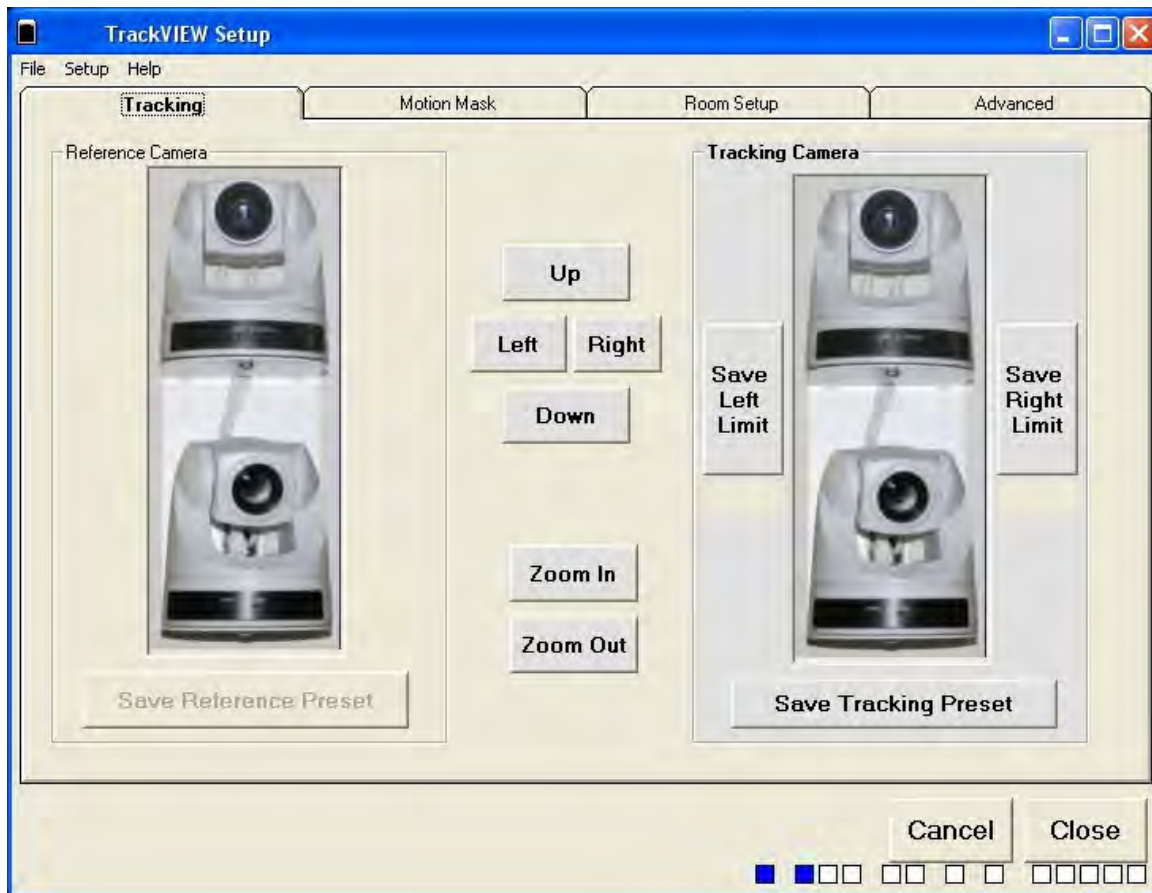 TrackVIEW Setup
File Setup Help
Tracking Motion Mask Room Setup Advanced
Reference Camera
Tracking Camera
Up
Left Right
Down
Save
Left
Limit
Save
Right
Limit
Zoom In
Zoom Out
Save Reference Preset
Save Tracking Preset
Cancel Close